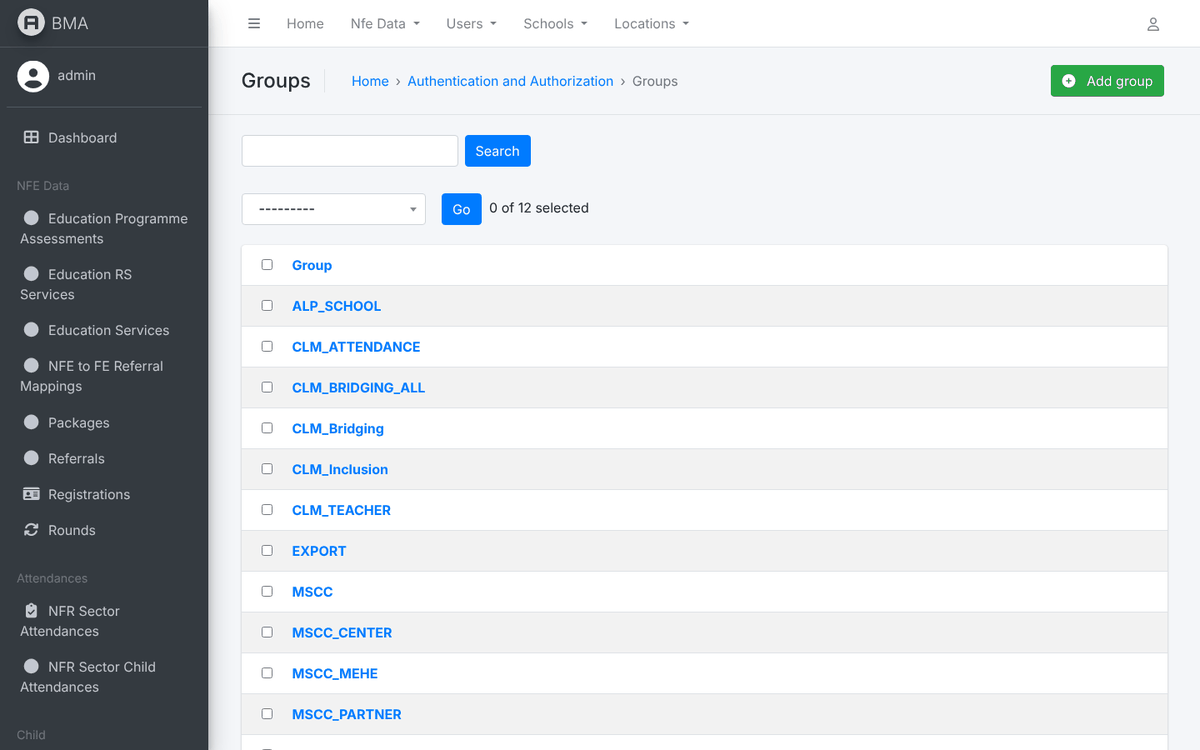 BMA
Home
Nfe Data
Users
Schools
Locations
admin
Groups
Home › Authentication and Authorization › Groups
Add group
Dashboard
Search
NFE Data
---------
Go
0 of 12 selected
Education Programme
Assessments
Education RS
Services
Education Services
NFE to FE Referral
Mappings
Packages
Referrals
Registrations
Rounds
Attendances
NFR Sector
Attendances
NFR Sector Child
Attendances
Child
Group
ALP_SCHOOL
CLM_ATTENDANCE
CLM_BRIDGING_ALL
CLM_Bridging
CLM_Inclusion
CLM_TEACHER
EXPORT
MSCC
MSCC_CENTER
MSCC_MEHE
MSCC_PARTNER